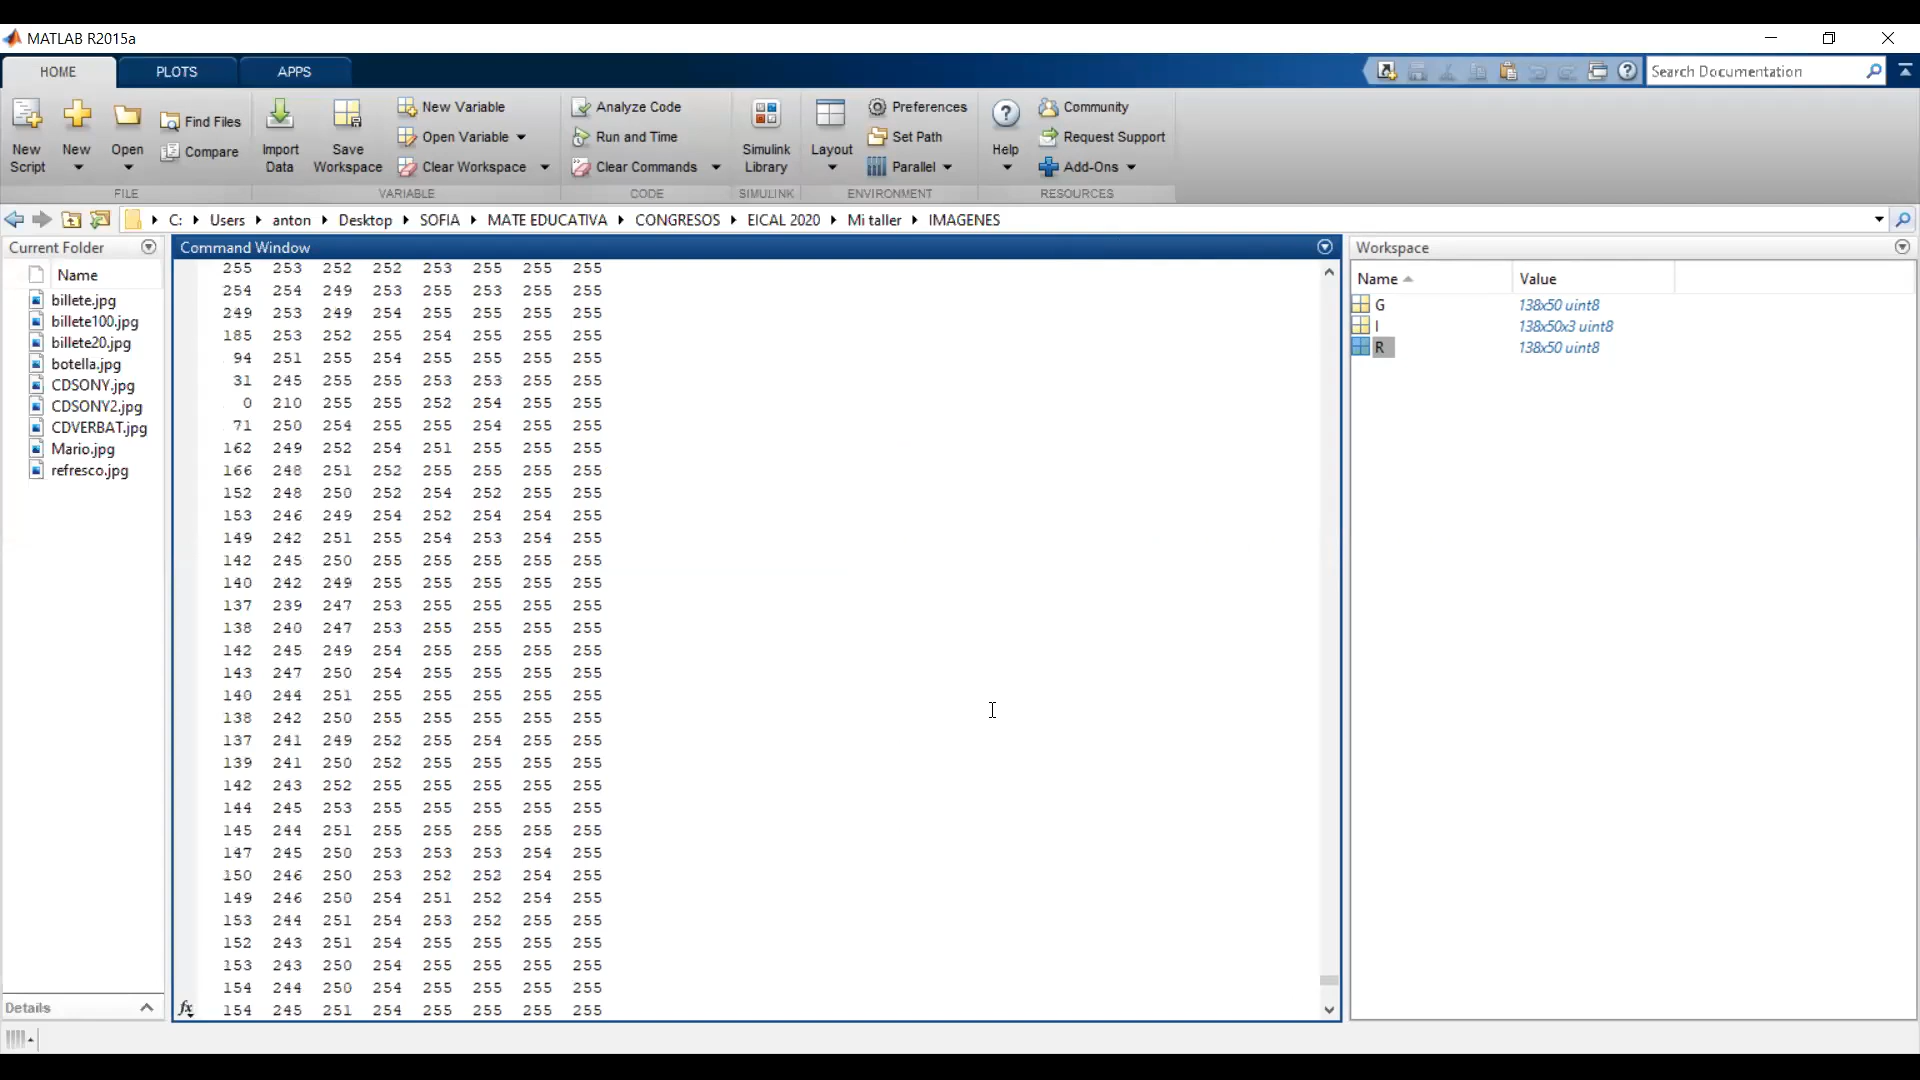 MATLAB R2015a
HOME PLOTS APPS Search Documentation
New Script
New
Open
Find Files
Compare
FILE
Import Data
Save Workspace
New Variable
Open Variable
Clear Workspace
VARIABLE
Analyze Code
Run and Time
Clear Commands
CODE
Simulink Library
SIMULINK
Layout
Preferences
Set Path
Parallel
ENVIRONMENT
Help
Community
Request Support
Add-Ons
RESOURCES
C: Users anton Desktop SOFIA MATE EDUCATIVA CONGRESOS EICAL 2020 Mi taller IMAGENES
Current Folder
Name
billete.jpg
billete100.jpg
billete20.jpg
botella.jpg
CDSONY.jpg
CDSONY2.jpg
CDVERBAT.jpg
Mario.jpg
refresco.jpg
Details
Command Window
255 253 252 252 253 255 255 255
254 254 249 253 255 253 255 255
249 253 249 254 255 255 255 255
185 253 252 255 254 255 255 255
94 251 255 254 255 255 255 255
31 245 255 255 253 253 255 255
0 210 255 255 252 254 255 255
71 250 254 255 255 254 255 255
162 249 252 254 251 255 255 255
166 248 251 252 255 255 255 255
152 248 250 252 254 252 255 255
153 246 249 254 252 254 254 255
149 242 251 255 254 253 254 255
142 245 250 255 255 255 255 255
140 242 249 255 255 255 255 255
137 239 247 253 255 255 255 255
138 240 247 253 255 255 255 255
142 245 249 254 255 255 255 255
143 247 250 254 255 255 255 255
140 244 251 255 255 255 255 255
138 242 250 255 255 255 255 255
137 241 249 252 255 254 255 255
139 241 250 252 255 255 255 255
142 243 252 255 255 255 255 255
144 245 253 255 255 255 255 255
145 244 251 255 255 255 255 255
147 245 250 253 253 253 254 255
150 246 250 253 252 252 254 255
149 246 250 254 251 252 254 255
153 244 251 254 253 252 255 255
152 243 251 254 255 255 255 255
153 243 250 254 255 255 255 255
154 244 250 254 255 255 255 255
fx 154 245 251 254 255 255 255 255
Workspace
Name Value
G 138x50 uint8
I 138x50x3 uint8
R 138x50 uint8